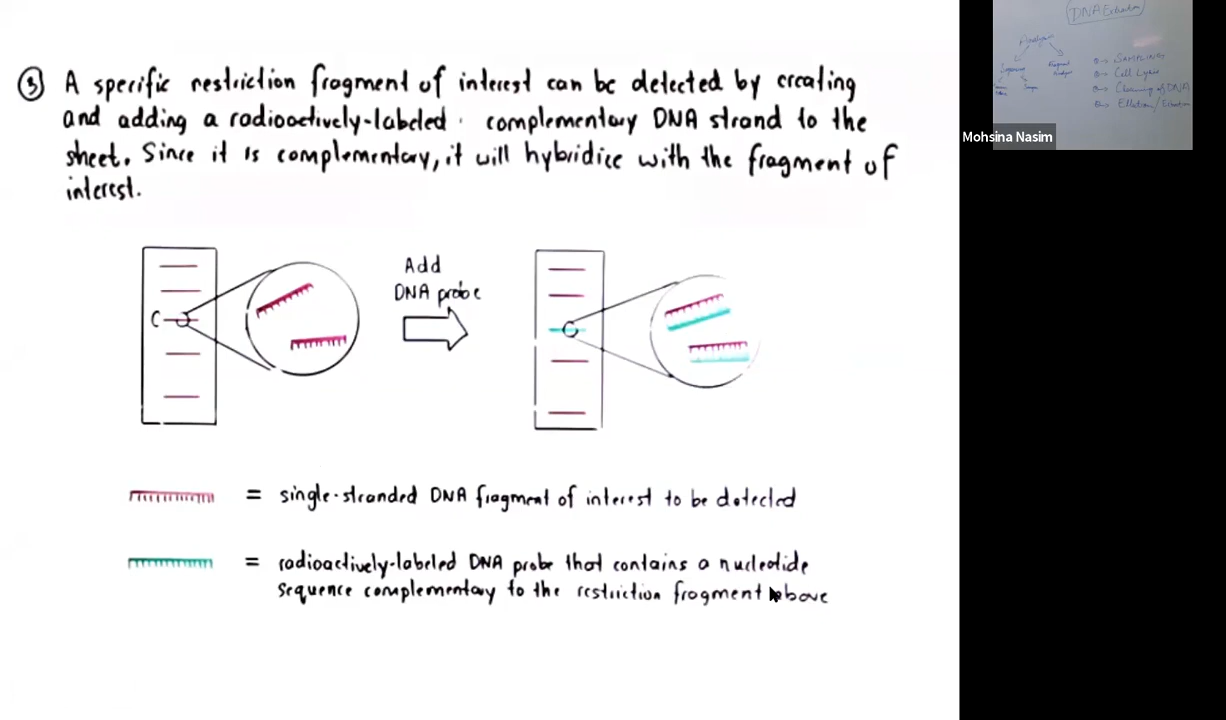 ③ A specific restriction fragment of interest can be detected by creating
and adding a radioactively-labeled complementary DNA strand to the
sheet. Since it is complementary, it will hybridize with the fragment of
interest.
Add
DNA probe
C
= single-stranded DNA fragment of interest to be detected
= radioactively-labeled DNA probe that contains a nucleotide
sequence complementary to the restriction fragment above
DNA Extraction
Analysis
SAMPLING
Cell Lysis
Cleaning of DNA
Mohsina Nasim